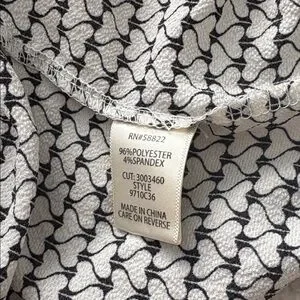 RN#58822
96%POLYESTER
4%SPANDEX
CUT: 3003460
STYLE
9710C36
MADE IN CHINA
CARE ON REVERSE